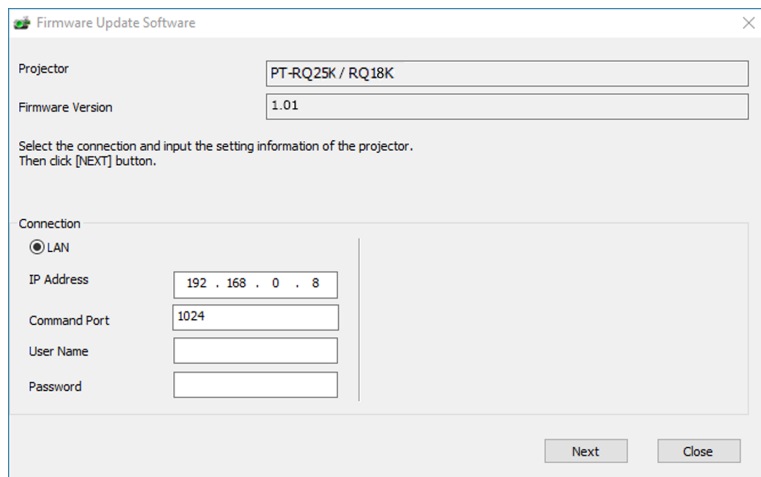 Firmware Update Software
Projector PT-RQ25K / RQ18K
Firmware Version 1.01
Select the connection and input the setting information of the projector.
Then click [NEXT] button.
Connection
LAN
IP Address 192 . 168 . 0 . 8
Command Port 1024
User Name
Password
Next Close